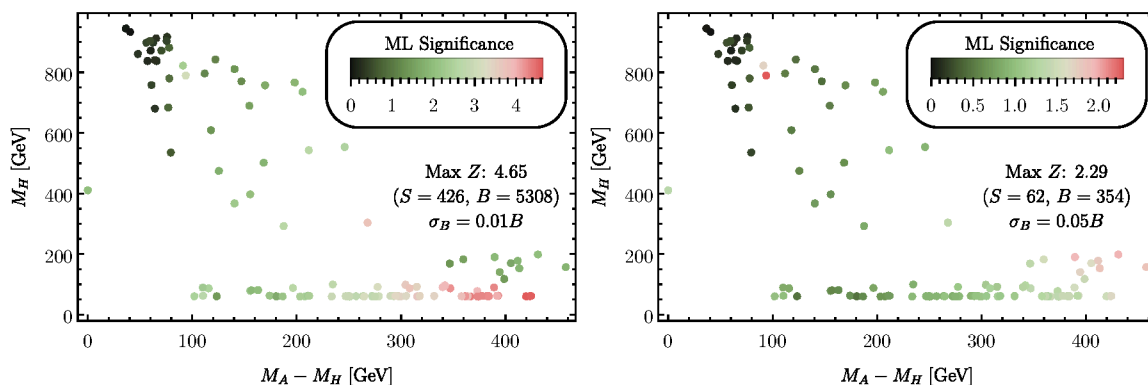 ML Significance
0 1 2 3 4
Max Z: 4.65
(S = 426, B = 5308)
σ_B = 0.01B
M_H [GeV]
800
600
400
200
0
0 100 200 300 400
M_A − M_H [GeV]
ML Significance
0 0.5 1.0 1.5 2.0
Max Z: 2.29
(S = 62, B = 354)
σ_B = 0.05B
M_H [GeV]
800
600
400
200
0
0 100 200 300 400
M_A − M_H [GeV]